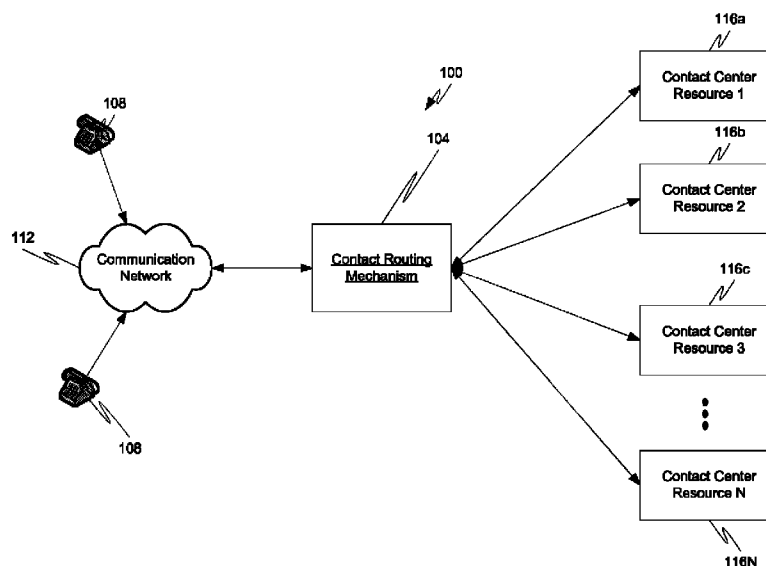 116a
Contact Center
Resource 1
100
108
104
116b
Contact Center
Resource 2
112
Communication
Network
Contact Routing
Mechanism
116c
Contact Center
Resource 3
108
Contact Center
Resource N
116N